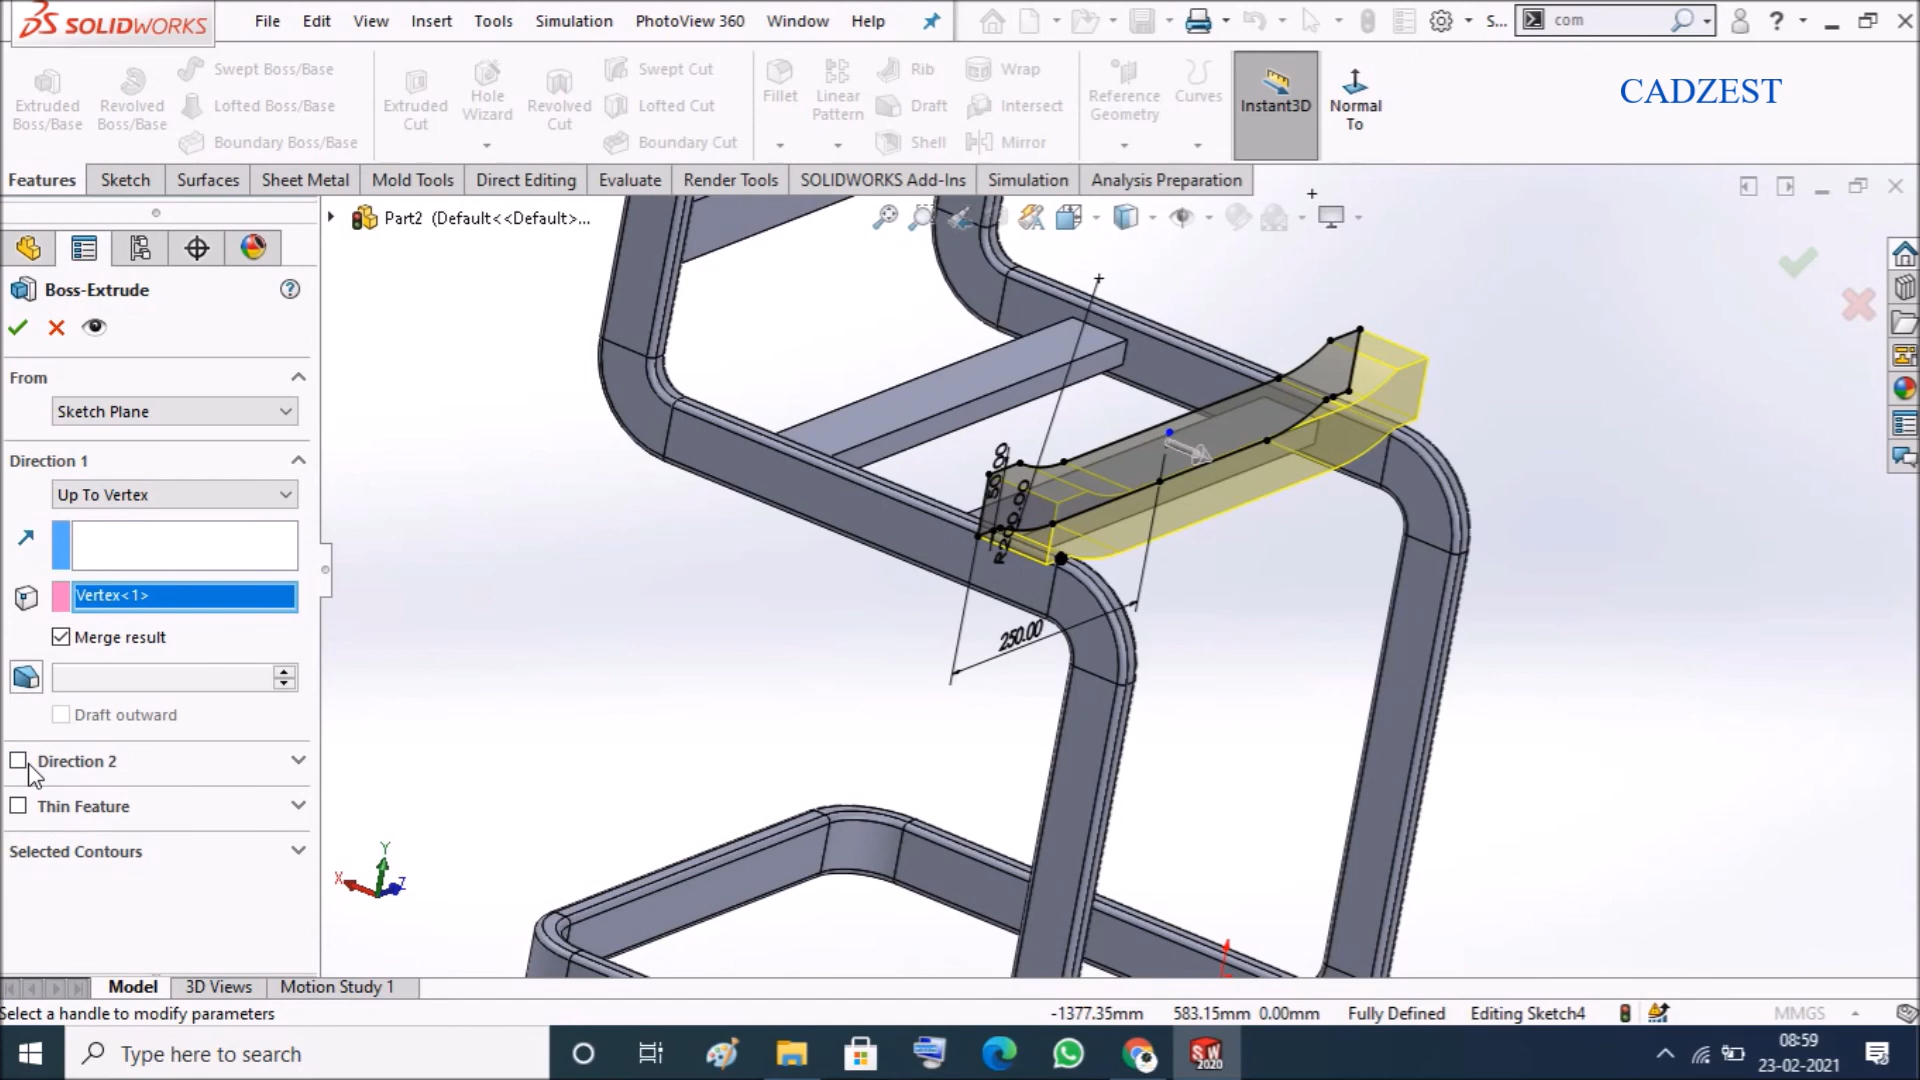 SOLIDWORKS
File Edit View Insert Tools Simulation PhotoView 360 Window Help
S...
com
Extruded Boss/Base
Revolved Boss/Base
Swept Boss/Base
Lofted Boss/Base
Boundary Boss/Base
Extruded Cut
Hole Wizard
Revolved Cut
Swept Cut
Lofted Cut
Boundary Cut
Fillet
Linear Pattern
Rib
Draft
Shell
Wrap
Intersect
Mirror
Reference Geometry
Curves
Instant3D
Normal To
CADZEST
Features Sketch Surfaces Sheet Metal Mold Tools Direct Editing Evaluate Render Tools SOLIDWORKS Add-Ins Simulation Analysis Preparation
Part2 (Default<<Default>...
Boss-Extrude
From
Sketch Plane
Direction 1
Up To Vertex
Vertex<1>
Merge result
Draft outward
Direction 2
Thin Feature
Selected Contours
50.00
R200.00
250.00
Y
X
Z
Model 3D Views Motion Study 1
Select a handle to modify parameters
-1377.35mm 583.15mm 0.00mm Fully Defined Editing Sketch4 MMGS
Type here to search
SW
2020
08:59
23-02-2021